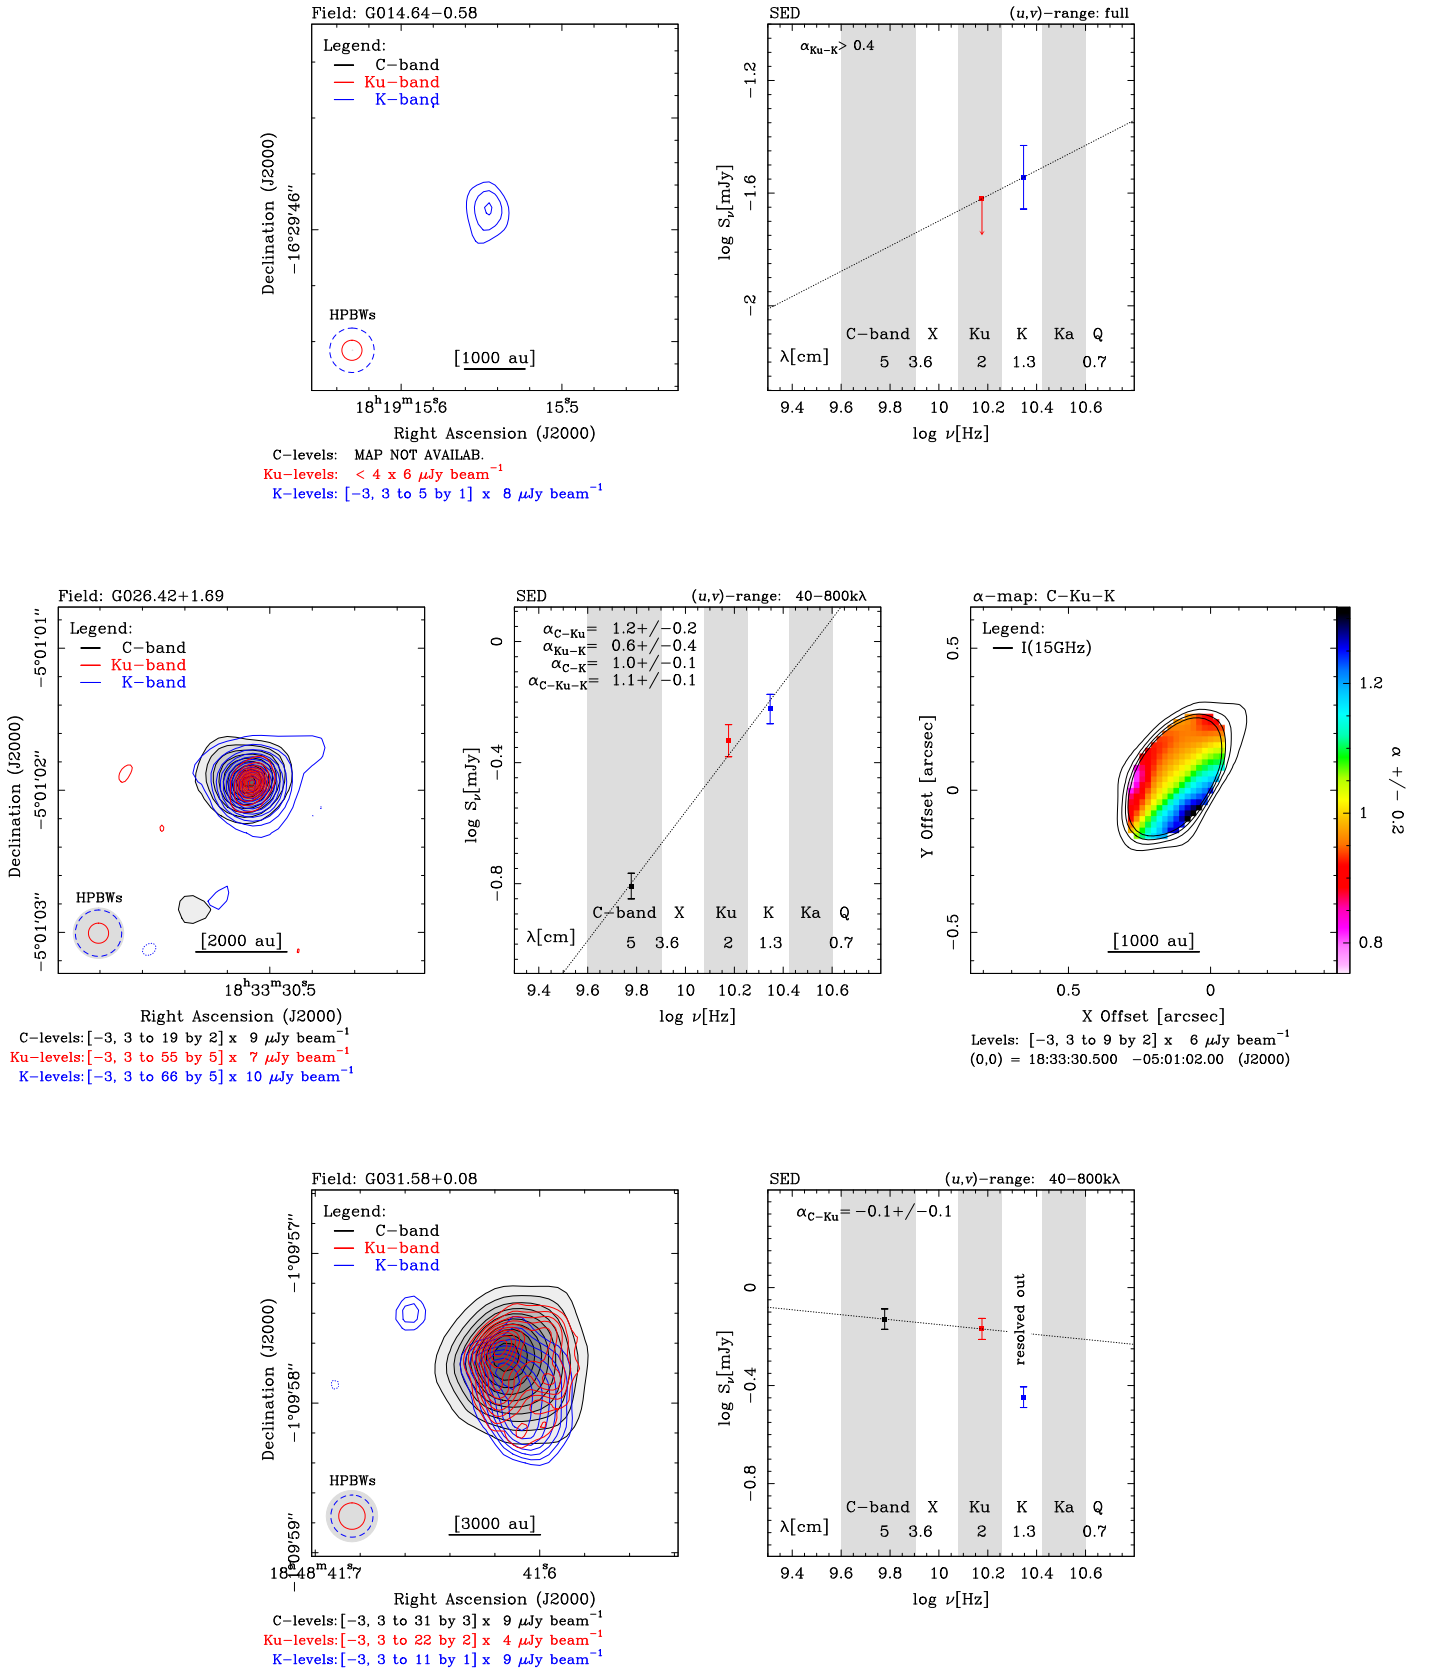 Field: G014.64−0.58
Legend:
C−band
Ku−band
K−band
Declination (J2000)
−16°29′46″
HPBWs
[1000 au]
18h19m15.6s
15.5
Right Ascension (J2000)
C−levels: MAP NOT AVAILAB.
Ku−levels: < 4 x 6 μJy beam−1
K−levels: [−3, 3 to 5 by 1] x 8 μJy beam−1
SED (u,v)−range: full
αKu−K> 0.4
log Sν[mJy]
−1.2
−1.6
−2
C−band X Ku K Ka Q
λ[cm] 5 3.6 2 1.3 0.7
9.4 9.6 9.8 10 10.2 10.4 10.6
log ν[Hz]
Field: G026.42+1.69
Legend:
C−band
Ku−band
K−band
Declination (J2000)
−5°01′01″
−5°01′02″
−5°01′03″
HPBWs
[2000 au]
18h33m30.5s
Right Ascension (J2000)
C−levels:[−3, 3 to 19 by 2] x 9 μJy beam−1
Ku−levels:[−3, 3 to 55 by 5] x 7 μJy beam−1
K−levels:[−3, 3 to 66 by 5] x 10 μJy beam−1
SED (u,v)−range: 40−800kλ
αC−Ku= 1.2+/−0.2
αKu−K= 0.6+/−0.4
αC−K= 1.0+/−0.1
αC−Ku−K= 1.1+/−0.1
log Sν[mJy]
0
−0.4
−0.8
C−band X Ku K Ka Q
λ[cm] 5 3.6 2 1.3 0.7
9.4 9.6 9.8 10 10.2 10.4 10.6
log ν[Hz]
α−map: C−Ku−K
Legend:
I(15GHz)
Y Offset [arcsec]
0.5
0
−0.5
[1000 au]
0.5 0
X Offset [arcsec]
1.2
1
0.8
α +/− 0.2
Levels: [−3, 3 to 9 by 2] x 6 μJy beam−1
(0,0) = 18:33:30.500 −05:01:02.00 (J2000)
Field: G031.58+0.08
Legend:
C−band
Ku−band
K−band
Declination (J2000)
−1°09′57″
−1°09′58″
−1°09′59″
HPBWs
[3000 au]
18h48m41.7s
41.6s
Right Ascension (J2000)
C−levels:[−3, 3 to 31 by 3] x 9 μJy beam−1
Ku−levels:[−3, 3 to 22 by 2] x 4 μJy beam−1
K−levels:[−3, 3 to 11 by 1] x 9 μJy beam−1
SED (u,v)−range: 40−800kλ
αC−Ku= −0.1+/−0.1
log Sν[mJy]
0
−0.4
−0.8
resolved out
C−band X Ku K Ka Q
λ[cm] 5 3.6 2 1.3 0.7
9.4 9.6 9.8 10 10.2 10.4 10.6
log ν[Hz]